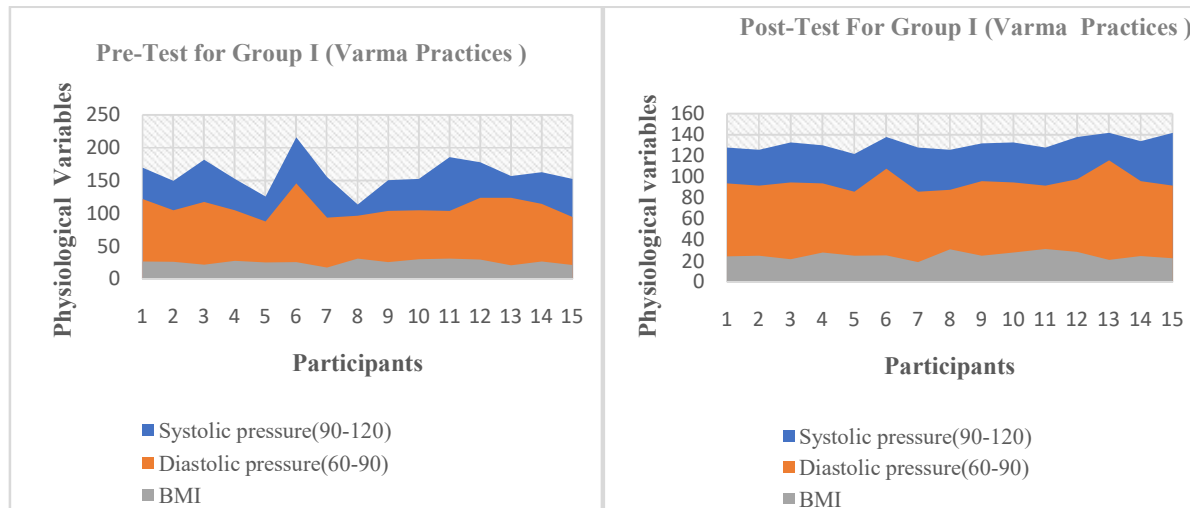 Pre-Test for Group I (Varma Practices )
Physiological Variables
250
200
150
100
50
0
1 2 3 4 5 6 7 8 9 10 11 12 13 14 15
Participants
Systolic pressure(90-120)
Diastolic pressure(60-90)
BMI
Post-Test For Group I (Varma Practices )
Physiological variables
160
140
120
100
80
60
40
20
0
1 2 3 4 5 6 7 8 9 10 11 12 13 14 15
Participants
Systolic pressure(90-120)
Diastolic pressure(60-90)
BMI